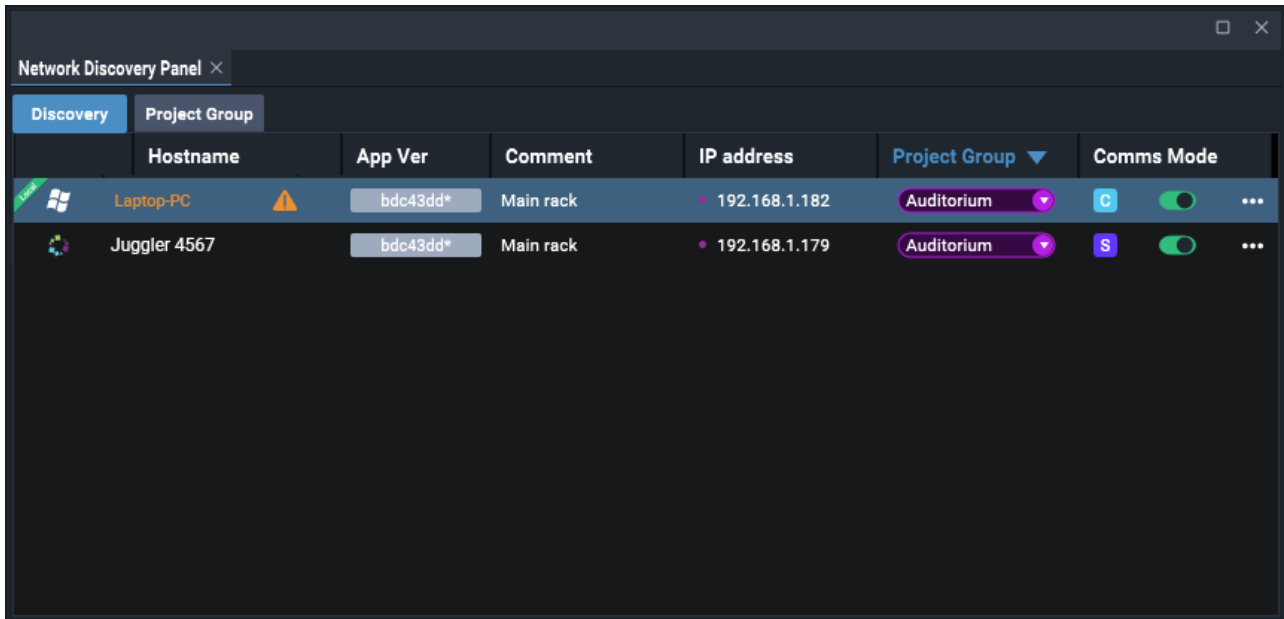 Network Discovery Panel
Discovery Project Group
Hostname App Ver Comment IP address Project Group Comms Mode
Local Laptop-PC bdc43dd* Main rack 192.168.1.182 Auditorium C
Juggler 4567 bdc43dd* Main rack 192.168.1.179 Auditorium S